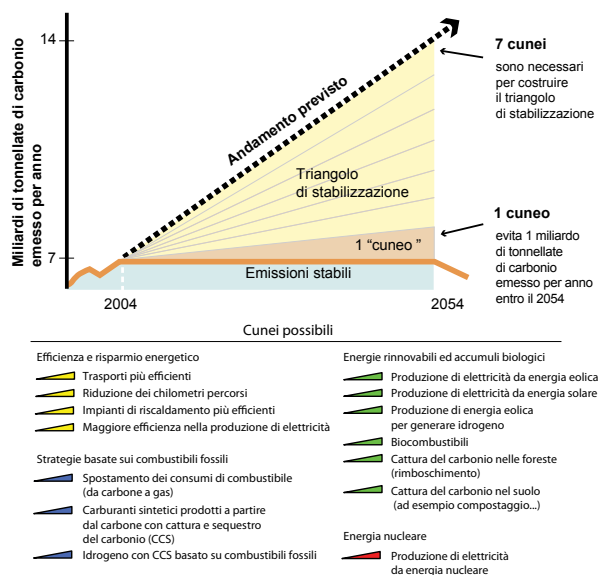 Miliardi di tonnellate di carbonio
emesso per anno
14
7
Andamento previsto
Triangolo
di stabilizzazione
1 “cuneo ”
Emissioni stabili
2004
2054
7 cunei
sono necessari
per costruire
il triangolo
di stabilizzazione
1 cuneo
evita 1 miliardo
di tonnellate
di carbonio
emesso per anno
entro il 2054
Cunei possibili
Efficienza e risparmio energetico
Trasporti più efficienti
Riduzione dei chilometri percorsi
Impianti di riscaldamento più efficienti
Maggiore efficienza nella produzione di elettricità
Strategie basate sui combustibili fossili
Spostamento dei consumi di combustibile
(da carbone a gas)
Carburanti sintetici prodotti a partire
dal carbone con cattura e sequestro
del carbonio (CCS)
Idrogeno con CCS basato su combustibili fossili
Energie rinnovabili ed accumuli biologici
Produzione di elettricità da energia eolica
Produzione di elettricità da energia solare
Produzione di energia eolica
per generare idrogeno
Biocombustibili
Cattura del carbonio nelle foreste
(rimboschimento)
Cattura del carbonio nel suolo
(ad esempio compostaggio...)
Energia nucleare
Produzione di elettricità
da energia nucleare